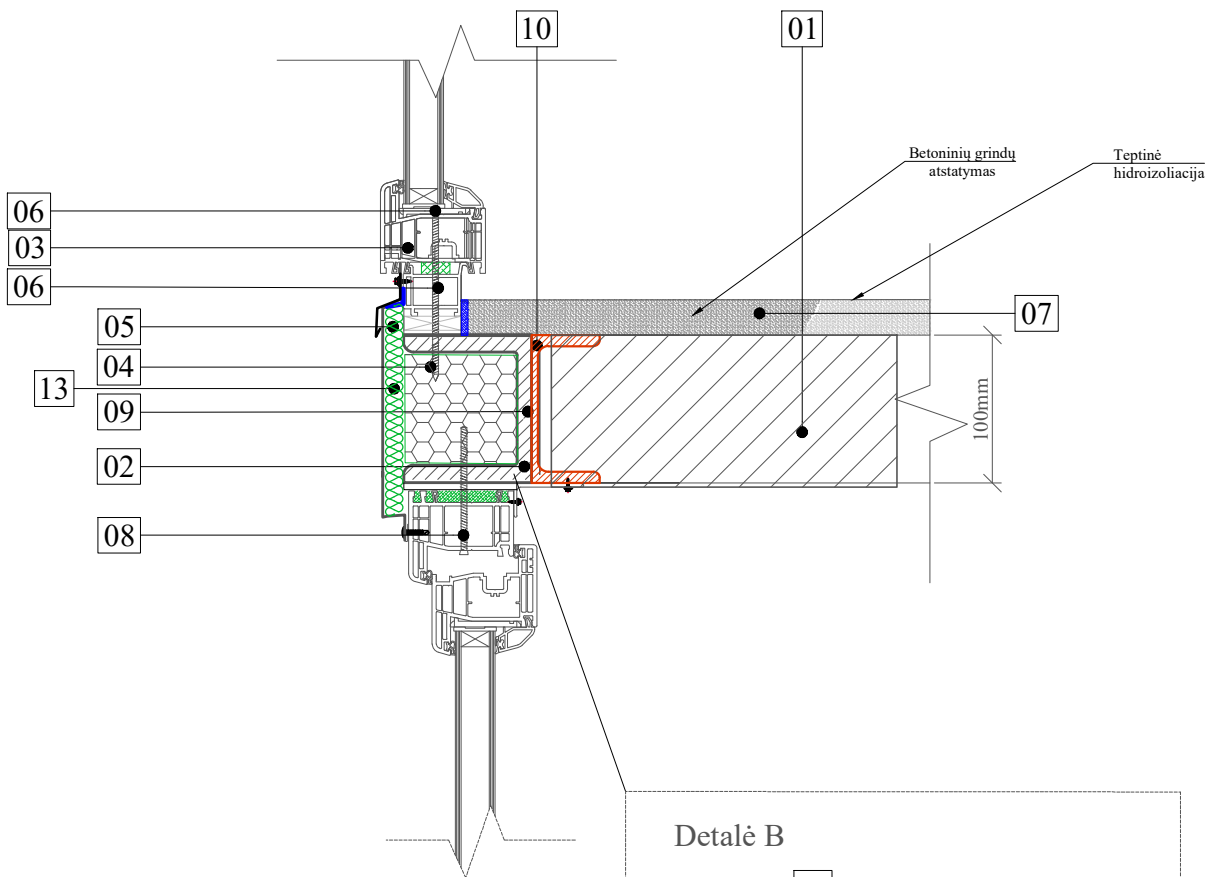 10
01
Betoninių grindų
atstatymas
Teptinė
hidroizoliacija
06
03
06
05
07
04
13
09
100mm
02
08
Detalė B